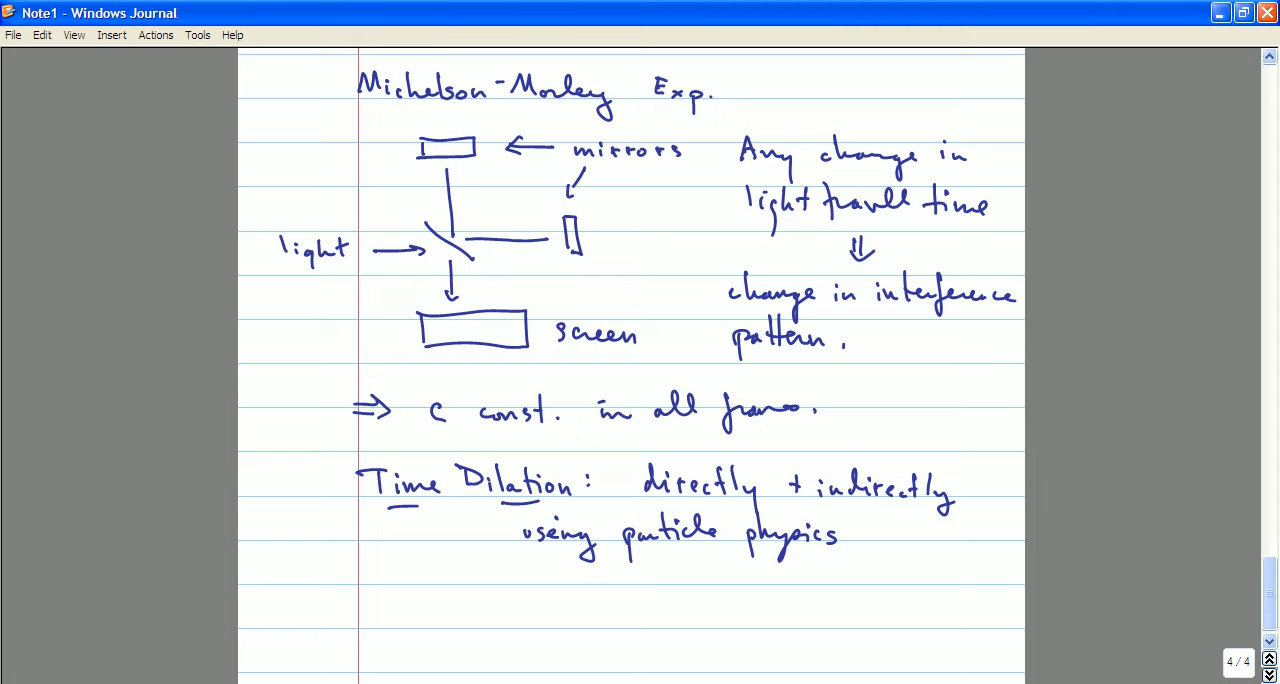 Note1 - Windows Journal
File Edit View Insert Actions Tools Help
Michelson-Morley Exp.
mirrors
Any change in
light travell time
light
change in interference
pattern.
screen
⇒ c const. in all frames.
Time Dilation: directly + indirectly
using particle physics
4 / 4